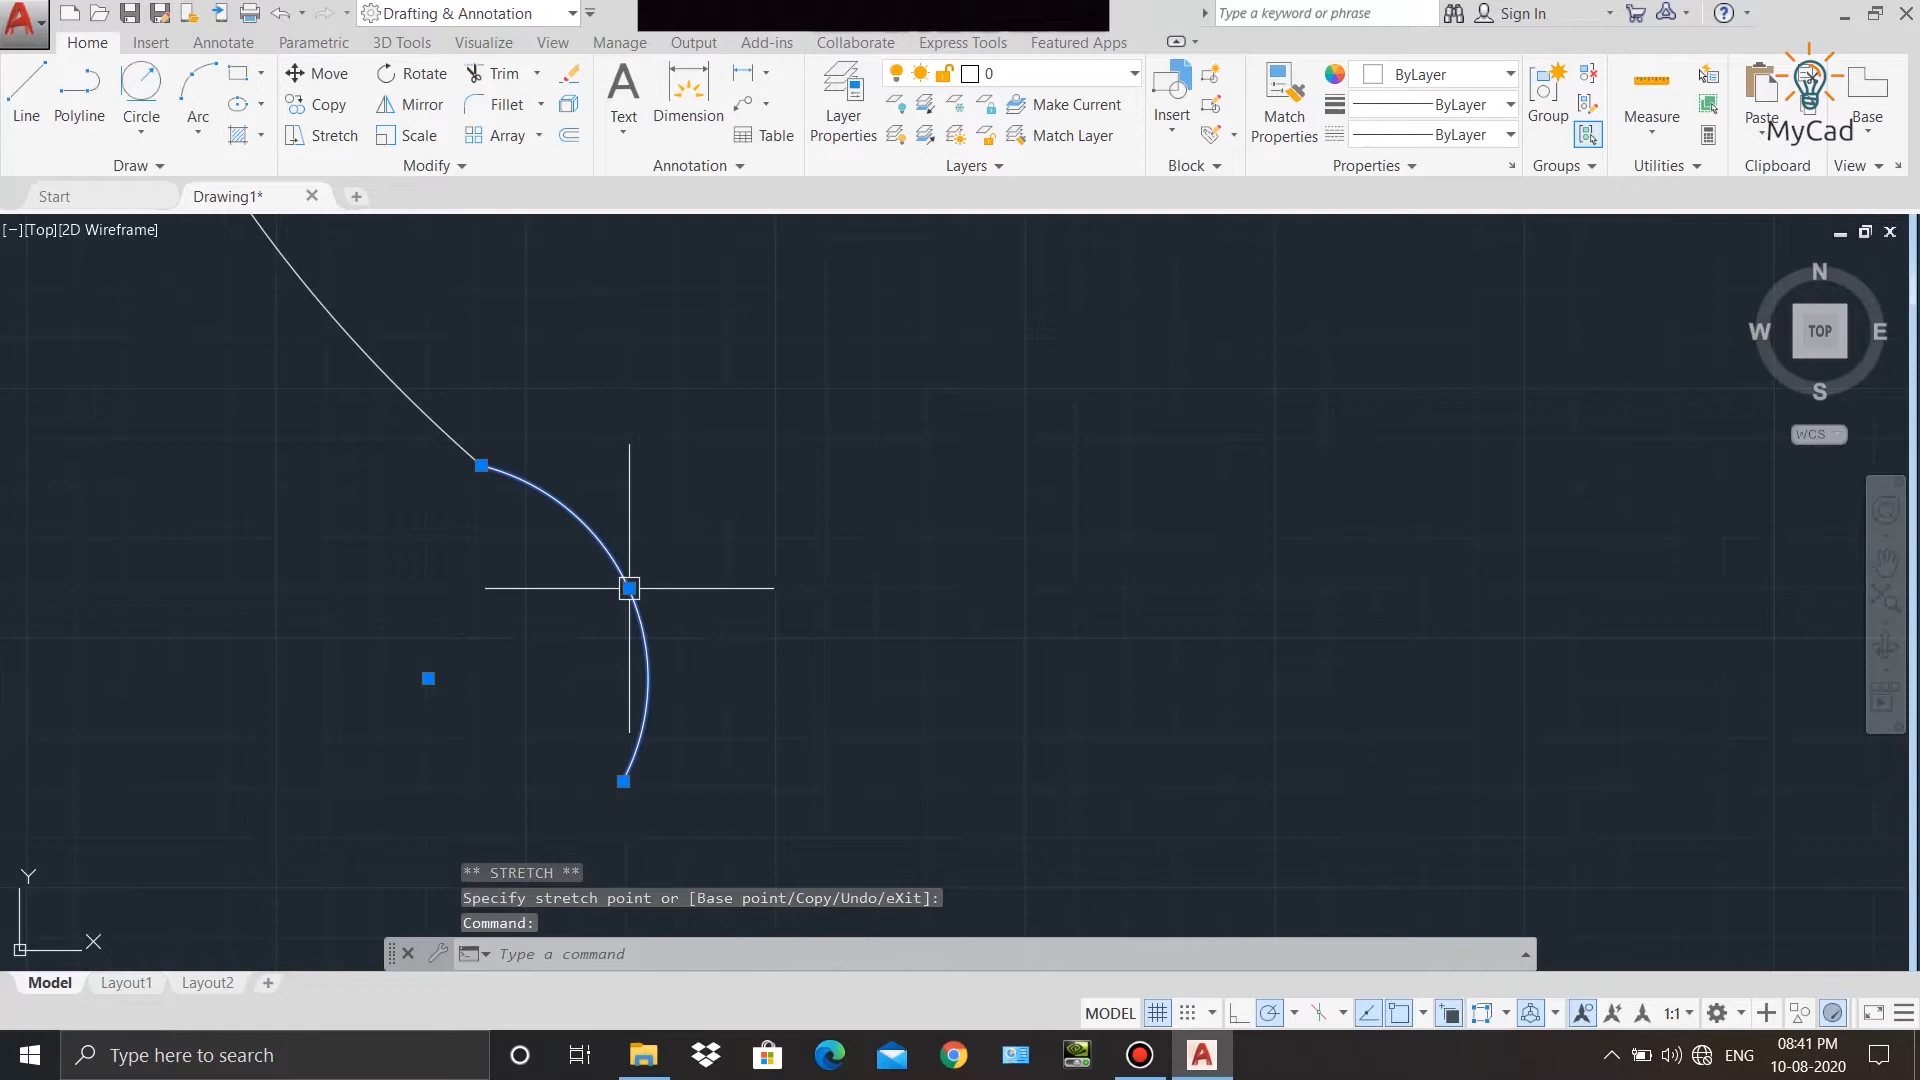 Drafting & Annotation
Type a keyword or phrase
Sign In
Home Insert Annotate Parametric 3D Tools Visualize View Manage Output Add-ins Collaborate Express Tools Featured Apps
Line Polyline Circle Arc
Move Rotate Trim
Copy Mirror Fillet
Stretch Scale Array
Text Dimension
Table
Layer Properties
0
Make Current
Match Layer
Insert
Match Properties
ByLayer
ByLayer
ByLayer
Group
Measure
Paste
Base
MyCad
Draw Modify Annotation Layers Block Properties Groups Utilities Clipboard View
Start Drawing1*
[−][Top][2D Wireframe]
N
W TOP E
S
WCS
** STRETCH **
Specify stretch point or [Base point/Copy/Undo/eXit]:
Command:
Y
X
Type a command
Model Layout1 Layout2
MODEL 1:1
Type here to search
ENG
08:41 PM
10-08-2020